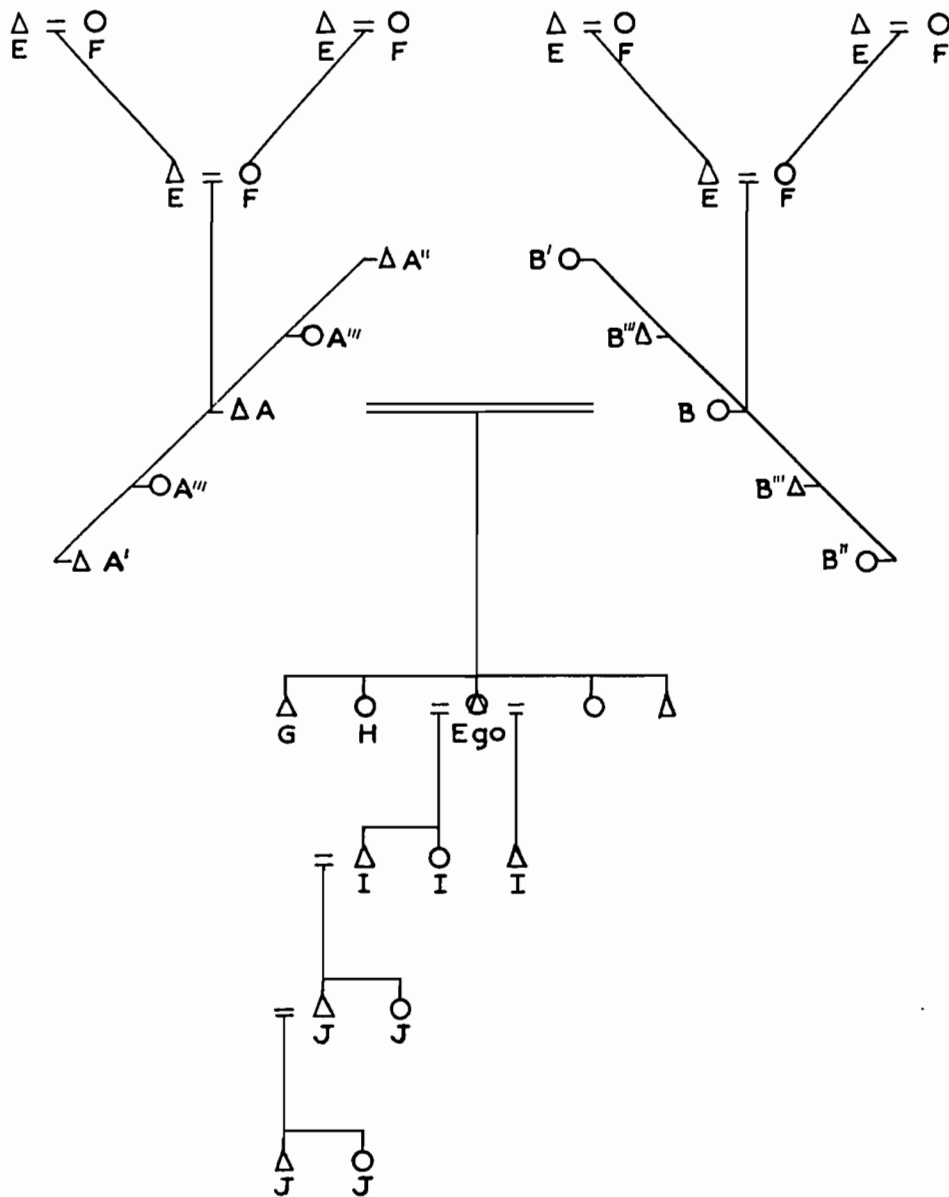 E F E F E F E F
E F E F
A'' B'
A''' B'''
A B
A''' B'''
A' B''
G H Ego
I I I
J J
J J